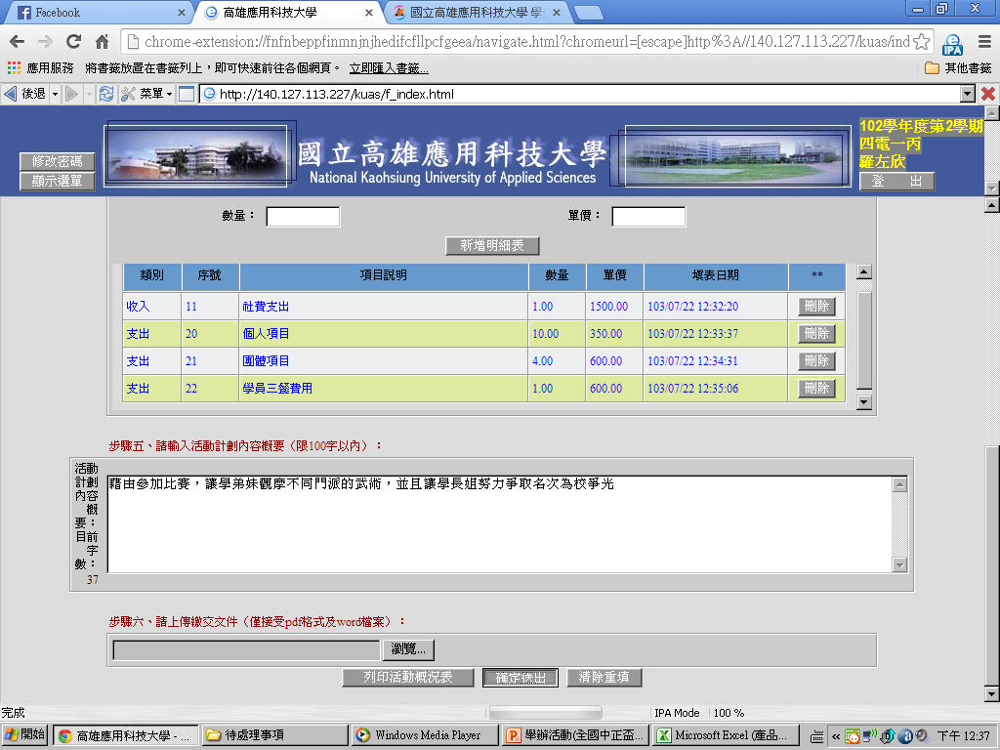 Facebook
高雄應用科技大學
國立高雄應用科技大學 學
chrome-extension://fnfnbeppfinmnjnjhedifcfllpcfgeea/navigate.html?chromeurl=[escape]http%3A//140.127.113.227/kuas/ind
IPA
應用服務 將書籤放置在書籤列上，即可快速前往各個網頁。 立即匯入書籤...
其他書籤
後退 菜單 http://140.127.113.227/kuas/f_index.html
修改密碼
顯示選單
國立高雄應用科技大學
National Kaohsiung University of Applied Sciences
102學年度第2學期
四電一丙
羅左欣
登 出
數量： 單價：
新增明細表
類別 序號 項目說明 數量 單價 填表日期 **
收入 11 社費支出 1.00 1500.00 103/07/22 12:32:20 刪除
支出 20 個人項目 10.00 350.00 103/07/22 12:33:37 刪除
支出 21 團體項目 4.00 600.00 103/07/22 12:34:31 刪除
支出 22 學員三餐費用 1.00 600.00 103/07/22 12:35:06 刪除
步驟五、請輸入活動計劃內容概要（限100字以內）：
活動
計劃
內容
概
要：
目前
字
數：
37
藉由參加比賽，讓學弟妹觀摩不同門派的武術，並且讓學長姐努力爭取名次為校爭光
步驟六、請上傳繳交文件（僅接受pdf格式及word檔案）：
瀏覽...
列印活動概況表 確定送出 清除重填
完成 IPA Mode 100 %
開始 高雄應用科技大學 - ... 待處理事項 Windows Media Player 舉辦活動(全國中正盃... Microsoft Excel (產品... 下午 12:37